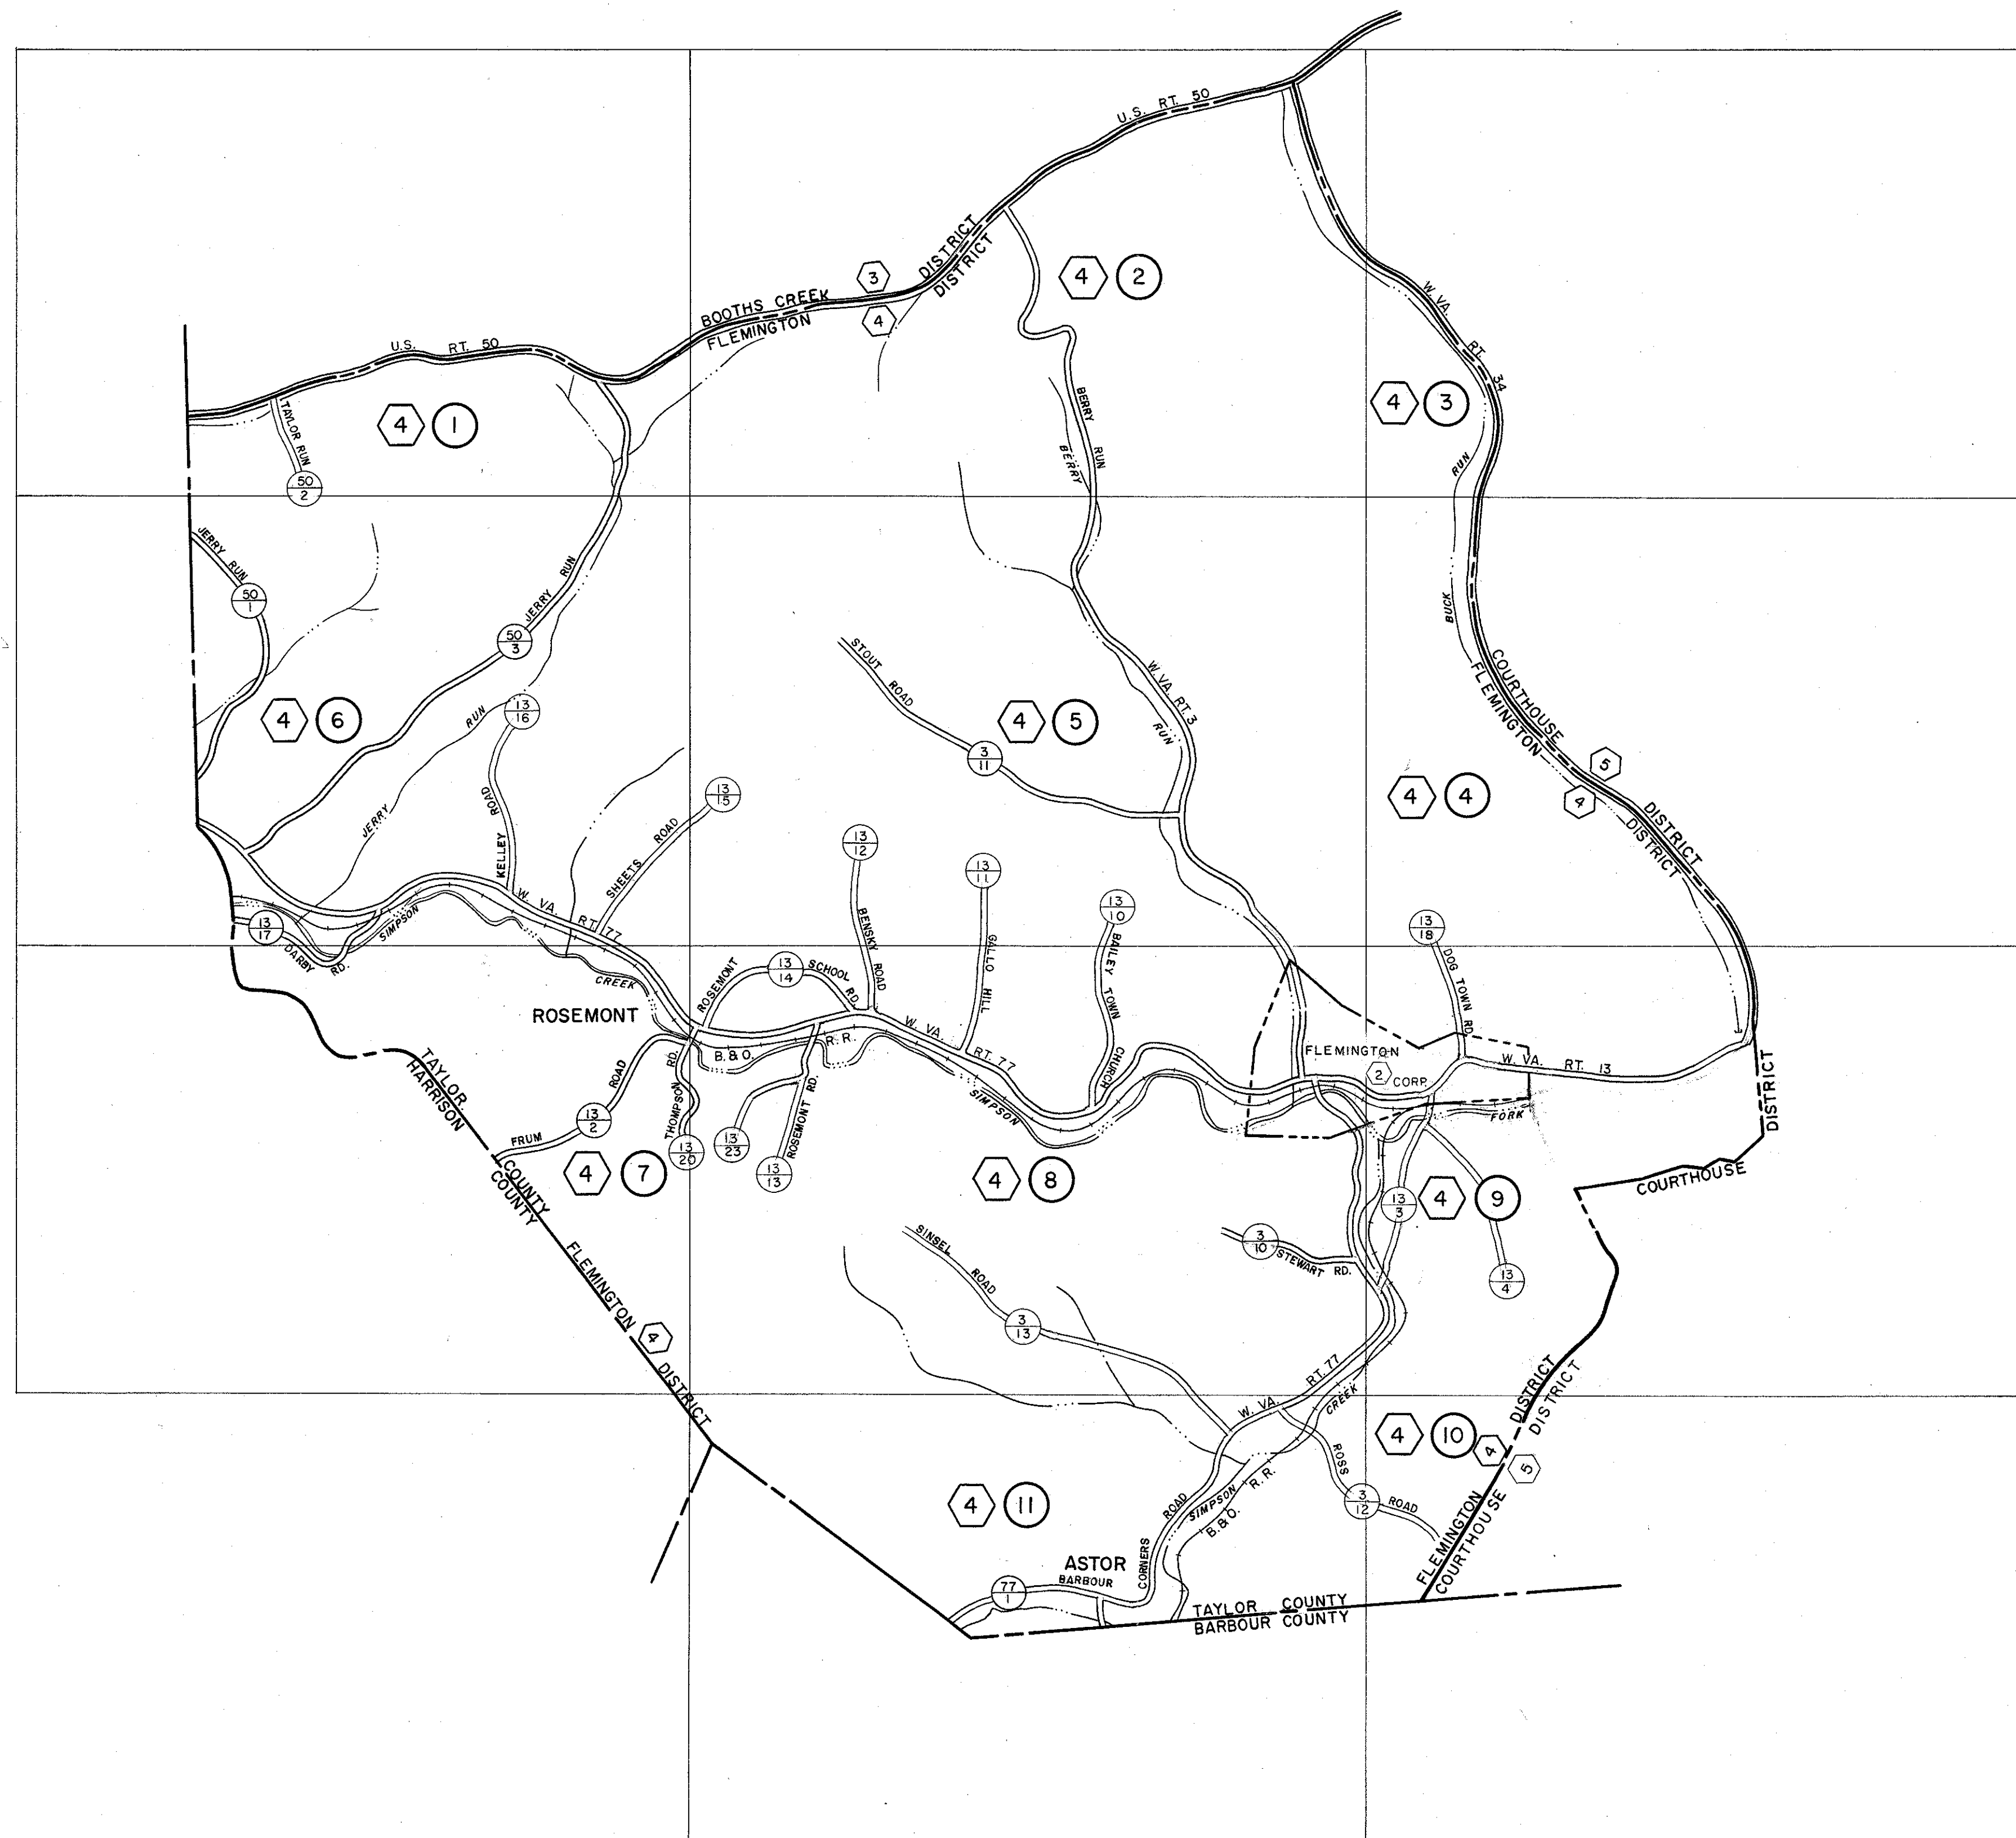 U.S. RT. 50
DISTRICT
DISTRICT
3
4
BOOTHS CREEK
FLEMINGTON
U.S. RT. 50
4 2
W. VA. RT. 34
4 3
4 1
TAYLOR RUN
50
2
BERRY RUN
BERRY
RUN
JERRY RUN
50
1
JERRY RUN
50
3
BUCK
STOUT ROAD
3
11
W. VA. RT. 3
RUN
COURTHOUSE
FLEMINGTON
4 6
RUN
JERRY
13
16
KELLEY ROAD
4 5
5
4
4 4
DISTRICT
DISTRICT
13
15
SHEETS ROAD
13
12
BENSKY ROAD
13
11
GALLO HILL
13
10
BAILEY TOWN CHURCH
13
18
DOG TOWN RD.
W. VA. RT. 77
SIMPSON
13
17
DARBY RD.
CREEK
ROSEMONT
ROSEMONT SCHOOL RD.
13
14
W. VA. RT. 77
B. & O. R. R.
SIMPSON
FLEMINGTON
2
CORP.
W. VA. RT. 13
FORK
DISTRICT
COURTHOUSE
TAYLOR
HARRISON
FRUM ROAD
13
2
THOMPSON RD.
13
20
13
23
ROSEMONT RD.
13
13
COUNTY
COUNTY
4 7
4 8
4 9
13
3
13
4
3
10
STEWART RD.
FLEMINGTON
4
DISTRICT
SINSEL ROAD
3
13
W. VA. RT. 77
CREEK
DISTRICT
DISTRICT
4 10
4
5
ROSS ROAD
3
12
4 11
SIMPSON
B. & O. R. R.
FLEMINGTON
COURTHOUSE
ASTOR
BARBOUR CORNERS ROAD
77
1
TAYLOR COUNTY
BARBOUR COUNTY